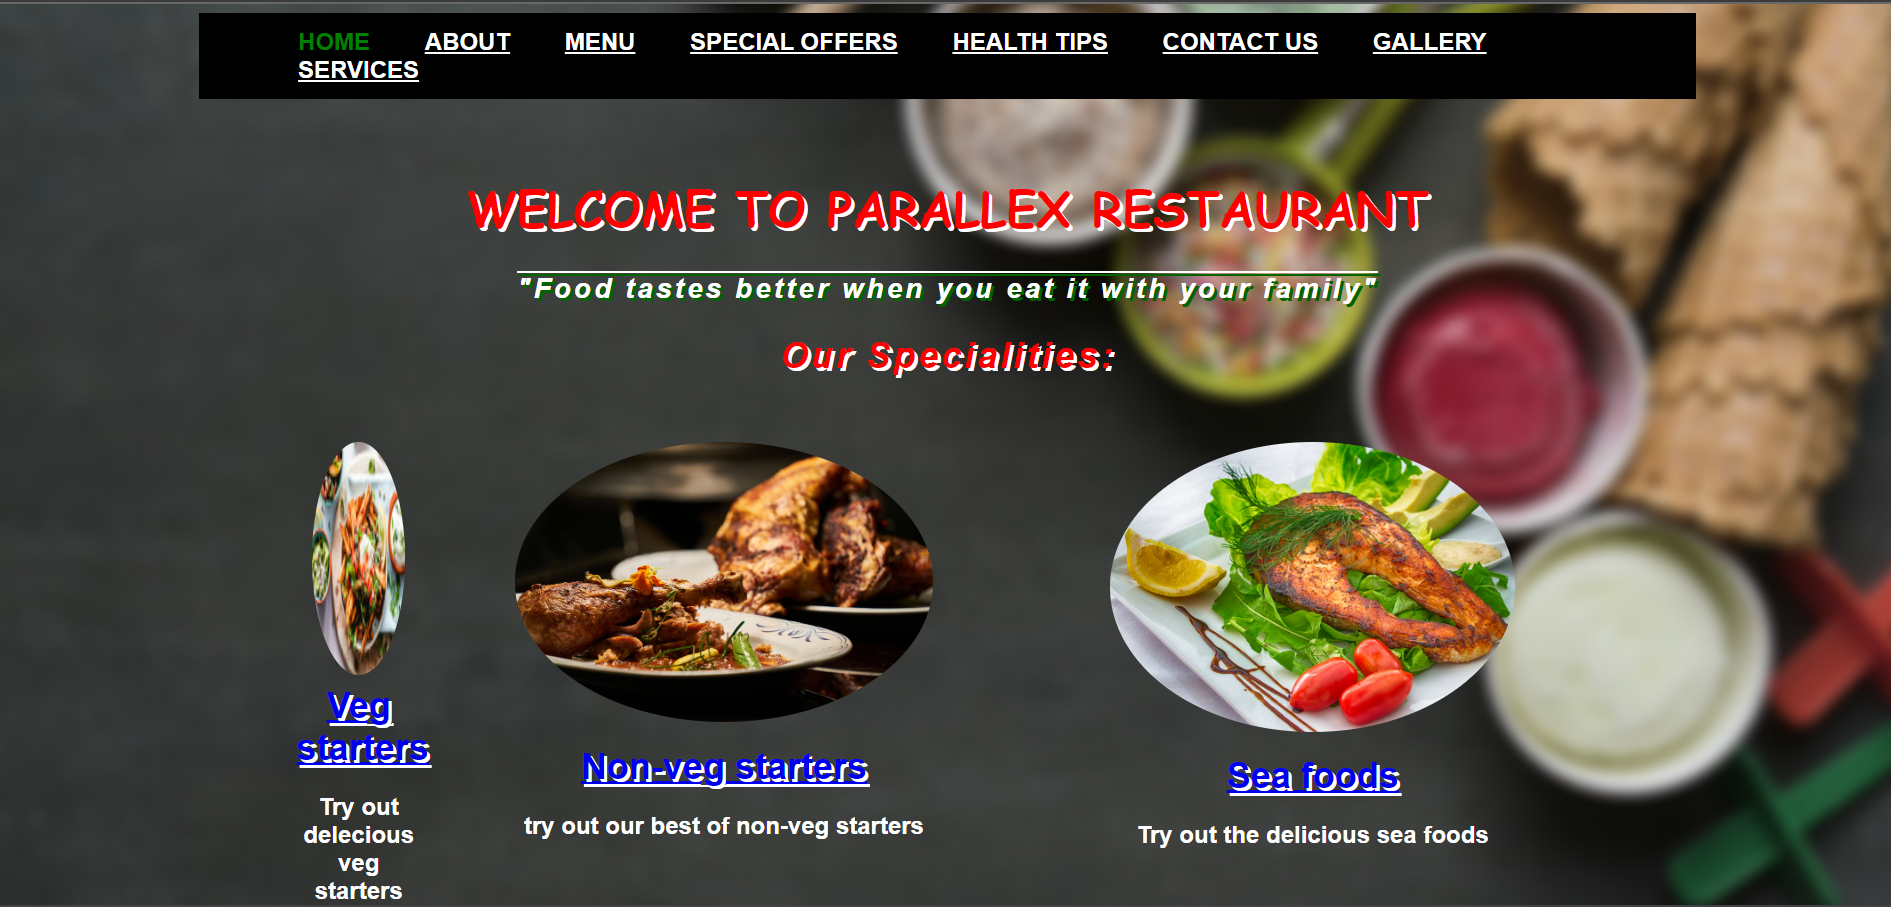 HOME ABOUT MENU SPECIAL OFFERS HEALTH TIPS CONTACT US GALLERY
SERVICES
WELCOME TO PARALLEX RESTAURANT
"Food tastes better when you eat it with your family"
Our Specialities:
Veg
starters
Try out
delecious
veg
starters
Non-veg starters
try out our best of non-veg starters
Sea foods
Try out the delicious sea foods